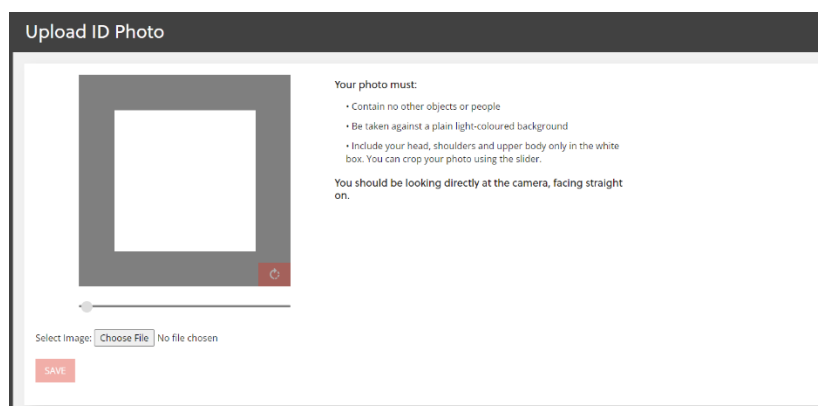 Upload ID Photo
Your photo must:
• Contain no other objects or people
• Be taken against a plain light-coloured background
• Include your head, shoulders and upper body only in the white
box. You can crop your photo using the slider.
You should be looking directly at the camera, facing straight
on.
Select Image: Choose File No file chosen
SAVE